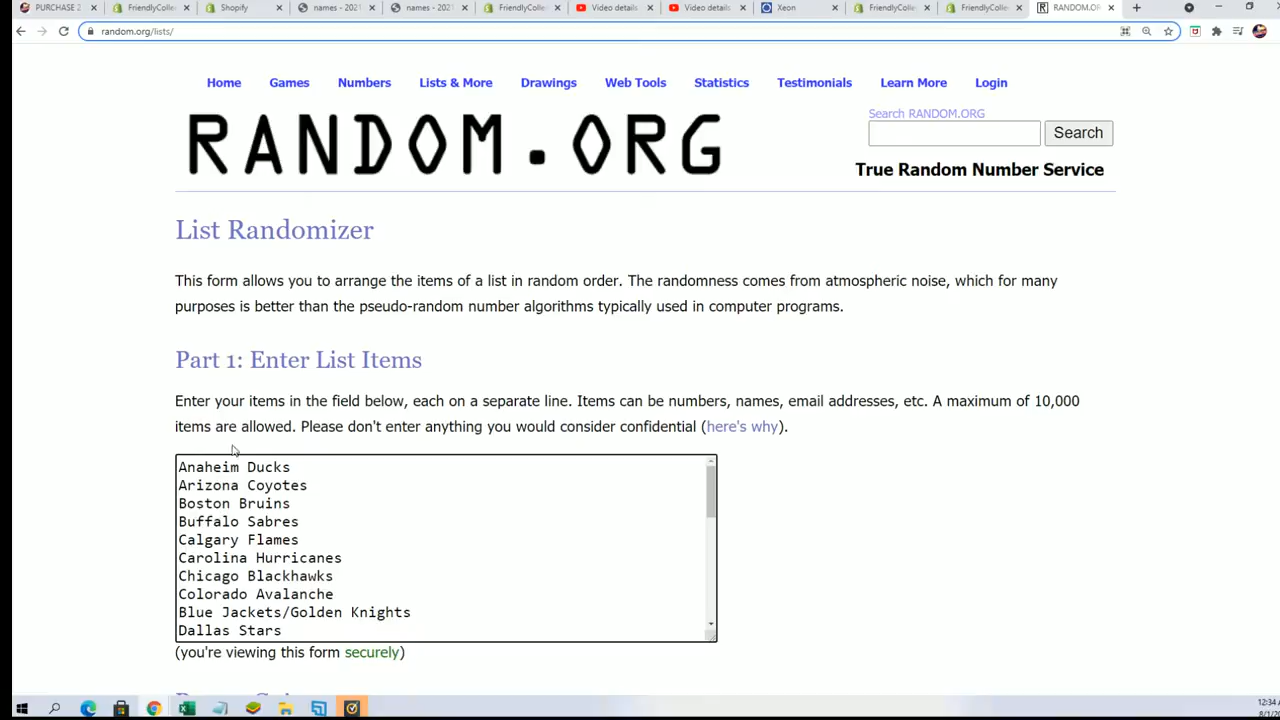 PURCHASE 2
FriendlyColle
Shopify
names - 2021
names - 2021
FriendlyColle
Video details
Video details
Xeon
FriendlyColle
FriendlyColle
RANDOM.OR
random.org/lists/
Home Games Numbers Lists & More Drawings Web Tools Statistics Testimonials Learn More Login
RANDOM.ORG
Search RANDOM.ORG
Search
True Random Number Service
List Randomizer
This form allows you to arrange the items of a list in random order. The randomness comes from atmospheric noise, which for many
purposes is better than the pseudo-random number algorithms typically used in computer programs.
Part 1: Enter List Items
Enter your items in the field below, each on a separate line. Items can be numbers, names, email addresses, etc. A maximum of 10,000
items are allowed. Please don't enter anything you would consider confidential (here's why).
Anaheim Ducks
Arizona Coyotes
Boston Bruins
Buffalo Sabres
Calgary Flames
Carolina Hurricanes
Chicago Blackhawks
Colorado Avalanche
Blue Jackets/Golden Knights
Dallas Stars
(you're viewing this form securely)
12:34